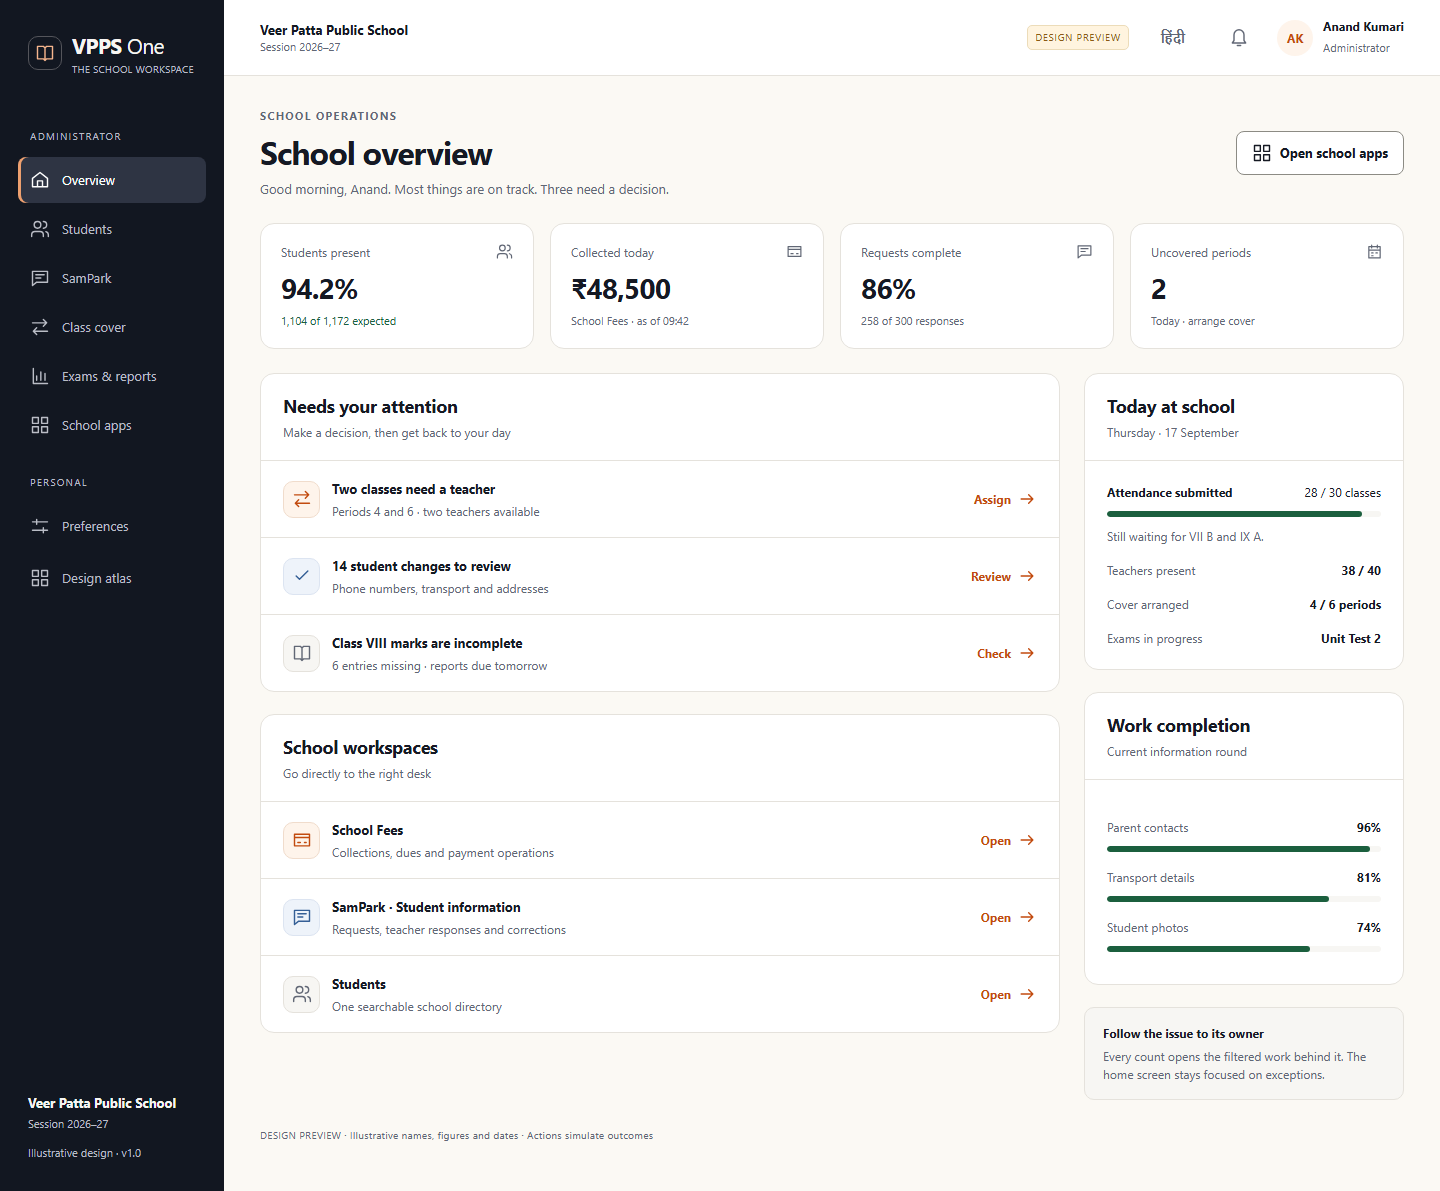 VPPS One
THE SCHOOL WORKSPACE
ADMINISTRATOR
Overview
Students
SamPark
Class cover
Exams & reports
School apps
PERSONAL
Preferences
Design atlas
Veer Patta Public School
Session 2026–27
Illustrative design · v1.0
Veer Patta Public School
Session 2026–27
DESIGN PREVIEW
हिंदी
AK
Anand Kumari
Administrator
SCHOOL OPERATIONS
School overview
Good morning, Anand. Most things are on track. Three need a decision.
Open school apps
Students present
94.2%
1,104 of 1,172 expected
Collected today
₹48,500
School Fees · as of 09:42
Requests complete
86%
258 of 300 responses
Uncovered periods
2
Today · arrange cover
Needs your attention
Make a decision, then get back to your day
Two classes need a teacher
Periods 4 and 6 · two teachers available
Assign
14 student changes to review
Phone numbers, transport and addresses
Review
Class VIII marks are incomplete
6 entries missing · reports due tomorrow
Check
School workspaces
Go directly to the right desk
School Fees
Collections, dues and payment operations
Open
SamPark · Student information
Requests, teacher responses and corrections
Open
Students
One searchable school directory
Open
Today at school
Thursday · 17 September
Attendance submitted 28 / 30 classes
Still waiting for VII B and IX A.
Teachers present 38 / 40
Cover arranged 4 / 6 periods
Exams in progress Unit Test 2
Work completion
Current information round
Parent contacts 96%
Transport details 81%
Student photos 74%
Follow the issue to its owner
Every count opens the filtered work behind it. The
home screen stays focused on exceptions.
DESIGN PREVIEW · Illustrative names, figures and dates · Actions simulate outcomes